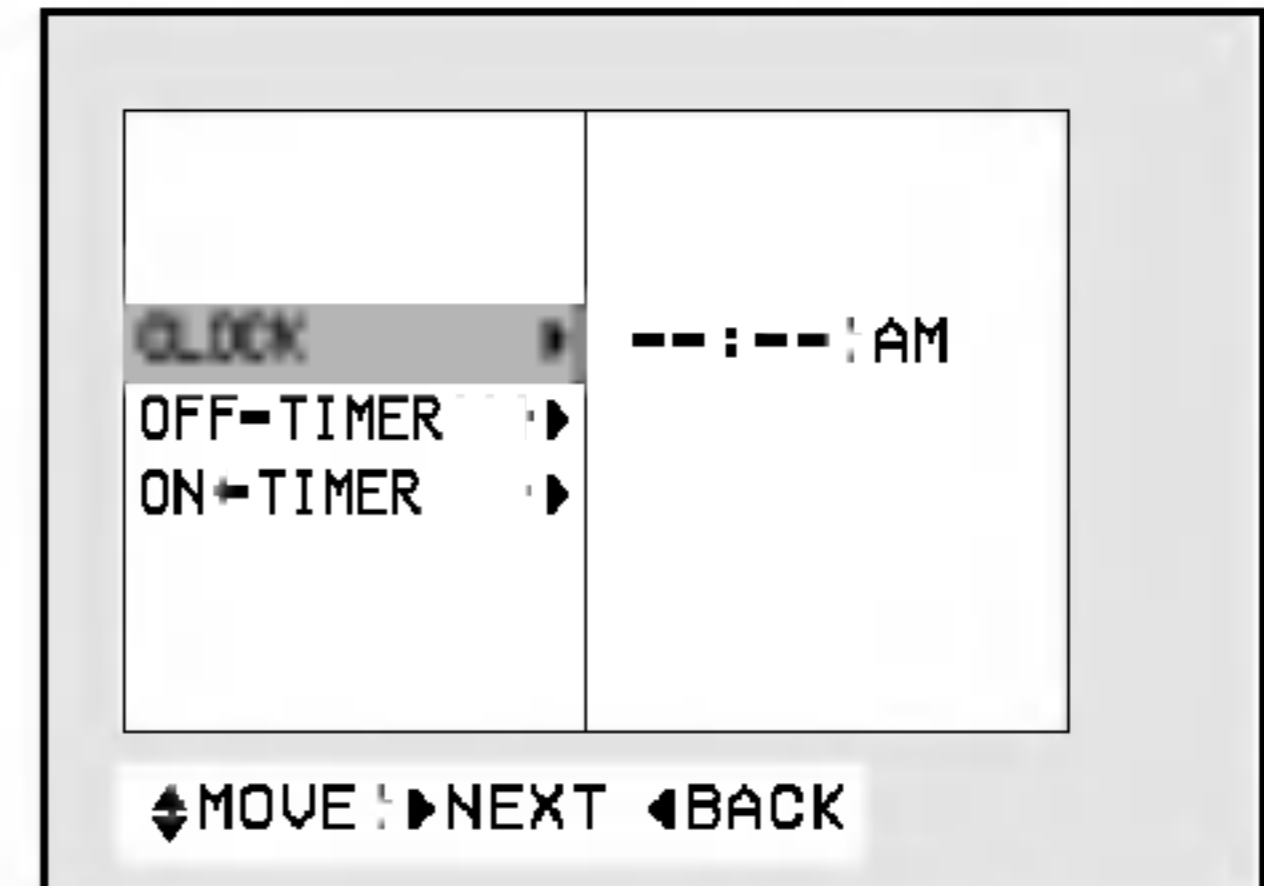 CLOCK ▶ --:-- AM
OFF-TIMER ▶
ON-TIMER ▶
◆MOVE ▶NEXT ◀BACK